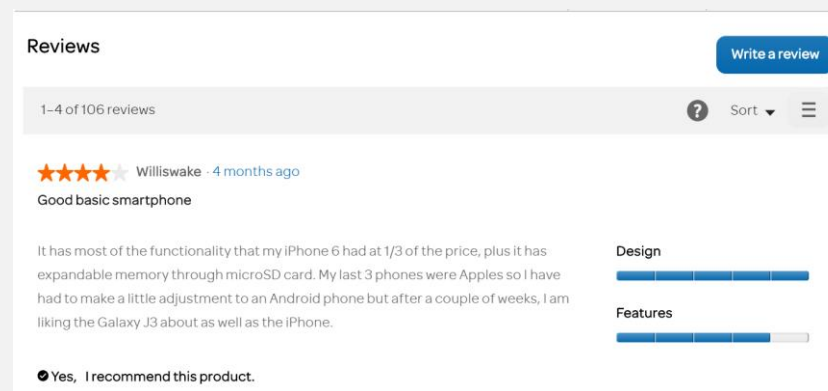 Reviews
Write a review
1–4 of 106 reviews
? Sort
Williswake · 4 months ago
Good basic smartphone
It has most of the functionality that my iPhone 6 had at 1/3 of the price, plus it has
expandable memory through microSD card. My last 3 phones were Apples so I have
had to make a little adjustment to an Android phone but after a couple of weeks, I am
liking the Galaxy J3 about as well as the iPhone.
Design
Features
Yes, I recommend this product.